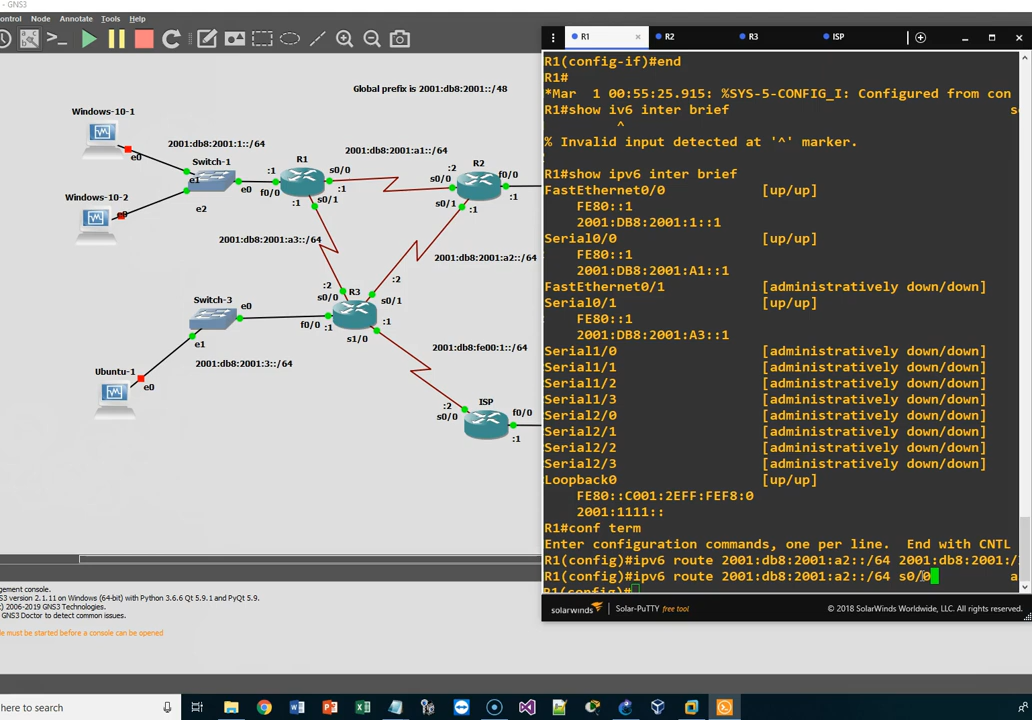 - GNS3
ontrol Node Annotate Tools Help
Global prefix is 2001:db8:2001::/48
Windows-10-1
e0
2001:db8:2001:1::/64
Switch-1
e1
e0
e2
Windows-10-2
e0
R1
:1
f0/0
s0/0
:1
:1
s0/1
2001:db8:2001:a1::/64
R2
:2
s0/0
f0/0
:1
s0/1
:1
2001:db8:2001:a3::/64
2001:db8:2001:a2::/64
:2
R3
:2
s0/0
s0/1
Switch-3
e0
f0/0
:1
:1
s1/0
e1
2001:db8:2001:3::/64
2001:db8:fe00:1::/64
Ubuntu-1
e0
ISP
:2
s0/0
f0/0
:1
nagement console.
S3 version 2.1.11 on Windows (64-bit) with Python 3.6.6 Qt 5.9.1 and PyQt 5.9.
) 2006-2019 GNS3 Technologies.
GNS3 Doctor to detect common issues.
le must be started before a console can be opened
R1 × R2 R3 ISP
R1(config-if)#end
R1#
*Mar 1 00:55:25.915: %SYS-5-CONFIG_I: Configured from con
R1#show iv6 inter brief
^
% Invalid input detected at '^' marker.
R1#show ipv6 inter brief
FastEthernet0/0 [up/up]
FE80::1
2001:DB8:2001:1::1
Serial0/0 [up/up]
FE80::1
2001:DB8:2001:A1::1
FastEthernet0/1 [administratively down/down]
Serial0/1 [up/up]
FE80::1
2001:DB8:2001:A3::1
Serial1/0 [administratively down/down]
Serial1/1 [administratively down/down]
Serial1/2 [administratively down/down]
Serial1/3 [administratively down/down]
Serial2/0 [administratively down/down]
Serial2/1 [administratively down/down]
Serial2/2 [administratively down/down]
Serial2/3 [administratively down/down]
Loopback0 [up/up]
FE80::C001:2EFF:FEF8:0
2001:1111::
R1#conf term
Enter configuration commands, one per line. End with CNTL
R1(config)#ipv6 route 2001:db8:2001:a2::/64 2001:db8:2001:
R1(config)#ipv6 route 2001:db8:2001:a2::/64 s0/0
R1(config)#
solarwinds Solar-PuTTY free tool © 2018 SolarWinds Worldwide, LLC. All rights reserved.
here to search